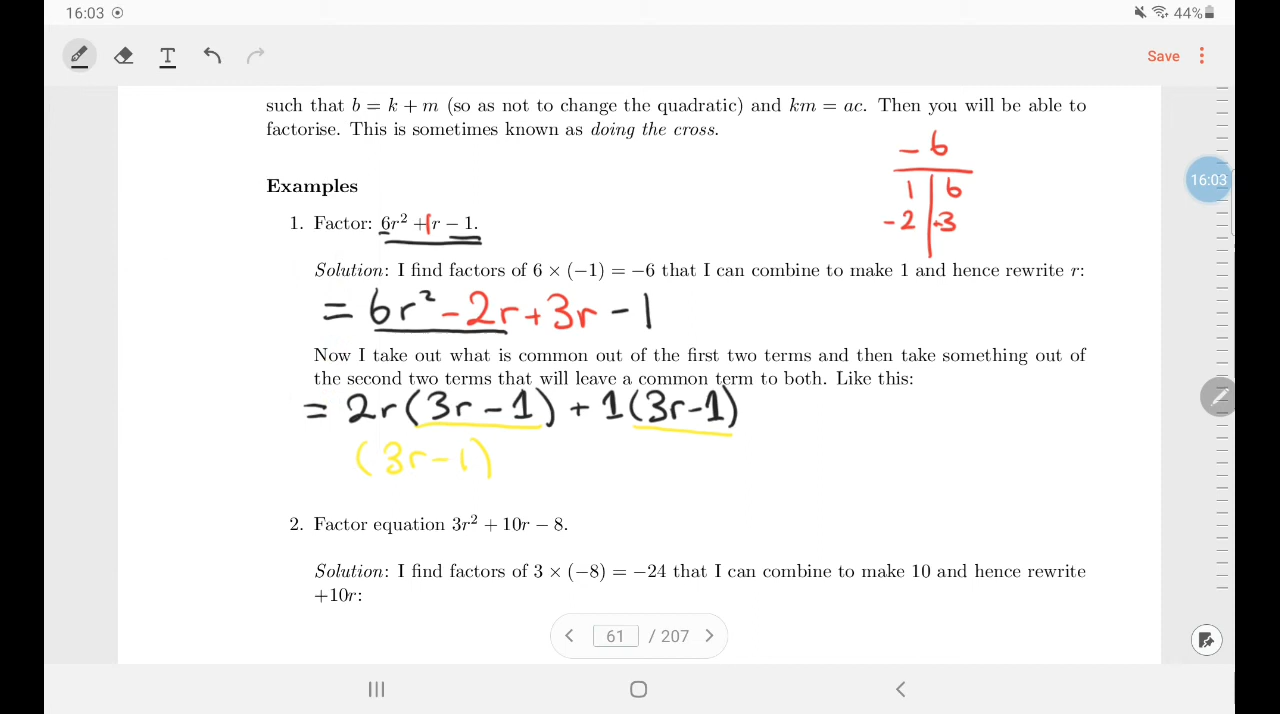 16:03
44%
Save
such that b = k + m (so as not to change the quadratic) and km = ac. Then you will be able to
factorise. This is sometimes known as doing the cross.
- 6
1 6
-2 3
16:03
Examples
1. Factor: 6r² + 1r − 1.
Solution: I find factors of 6 × (−1) = −6 that I can combine to make 1 and hence rewrite r:
= 6r² - 2r + 3r - 1
Now I take out what is common out of the first two terms and then take something out of
the second two terms that will leave a common term to both. Like this:
= 2r(3r - 1) + 1(3r-1)
(3r-1)
2. Factor equation 3r² + 10r − 8.
Solution: I find factors of 3 × (−8) = −24 that I can combine to make 10 and hence rewrite
+10r:
61 / 207